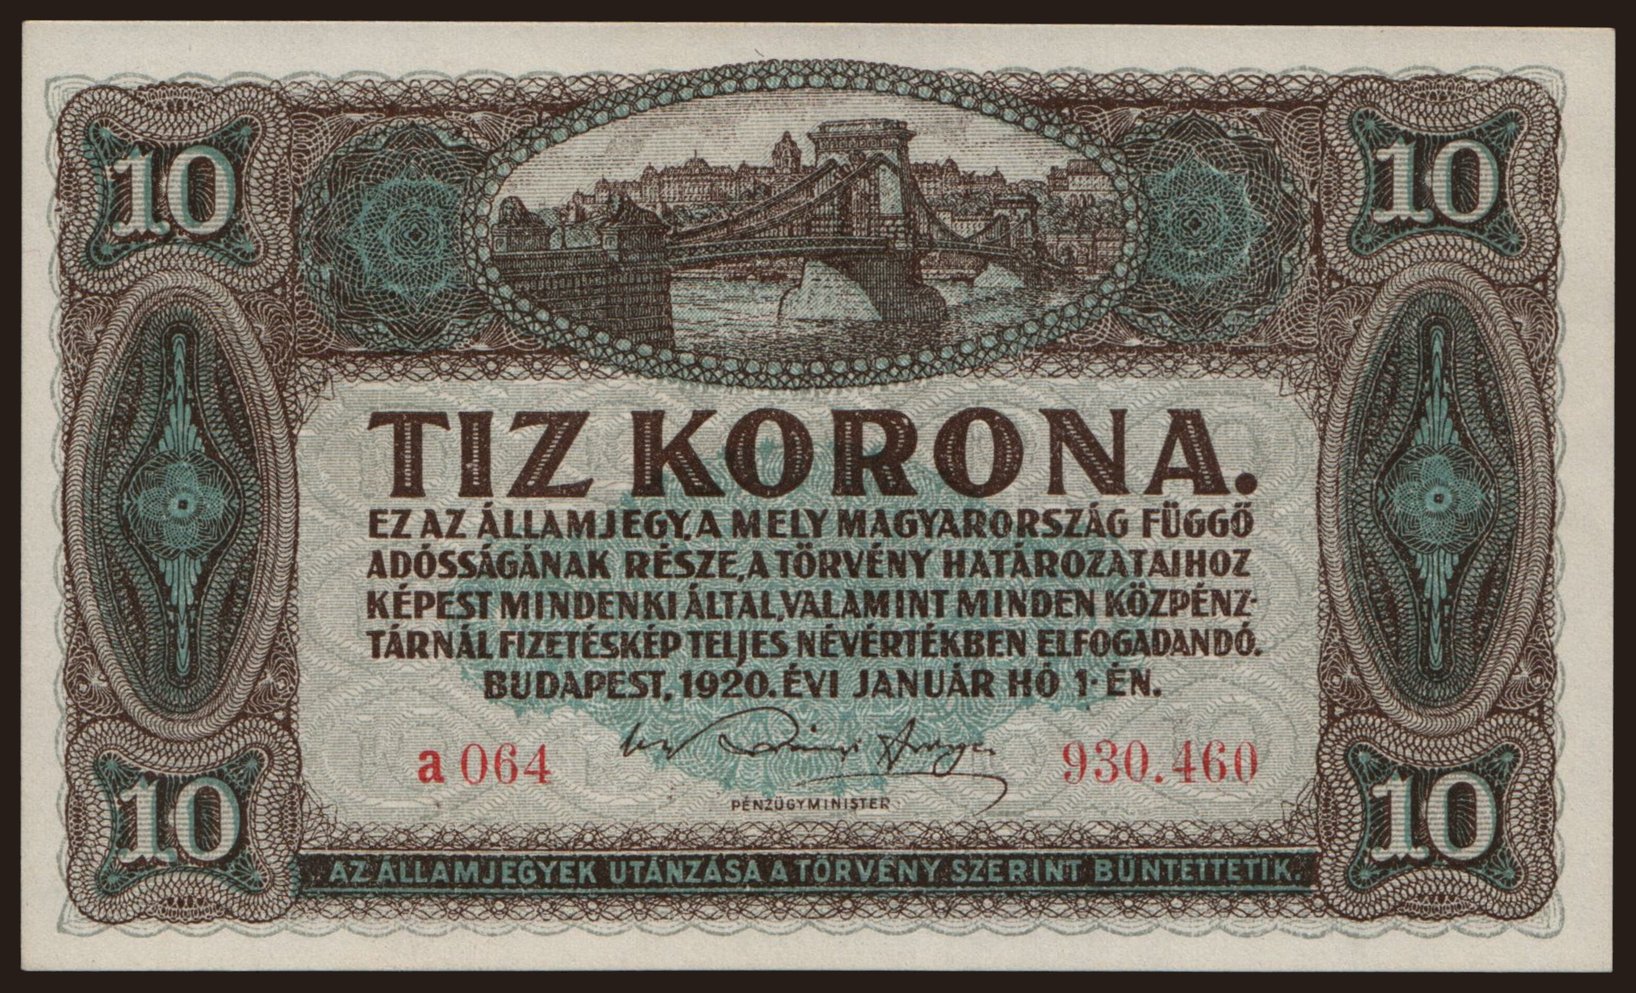 10 10
TIZ KORONA.
EZ AZ ÁLLAMJEGY, A MELY MAGYARORSZÁG FÜGGŐ
ADÓSSÁGÁNAK RÉSZE, A TÖRVÉNY HATÁROZATAIHOZ
KÉPEST MINDENKI ÁLTAL, VALAMINT MINDEN KÖZPÉNZ-
TÁRNÁL FIZETÉSKÉP TELJES NÉVÉRTÉKBEN ELFOGADANDÓ.
BUDAPEST, 1920. ÉVI JANUÁR HÓ 1-ÉN.
a 064 930.460
PÉNZÜGYMINISTER
10 10
AZ ÁLLAMJEGYEK UTÁNZÁSA A TÖRVÉNY SZERINT BÜNTETTETIK.